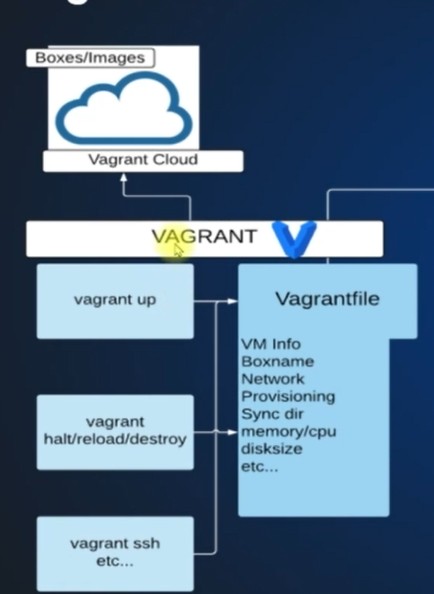 Boxes/Images
Vagrant Cloud
VAGRANT
vagrant up
Vagrantfile
VM Info
Boxname
Network
Provisioning
Sync dir
memory/cpu
disksize
etc...
vagrant
halt/reload/destroy
vagrant ssh
etc...